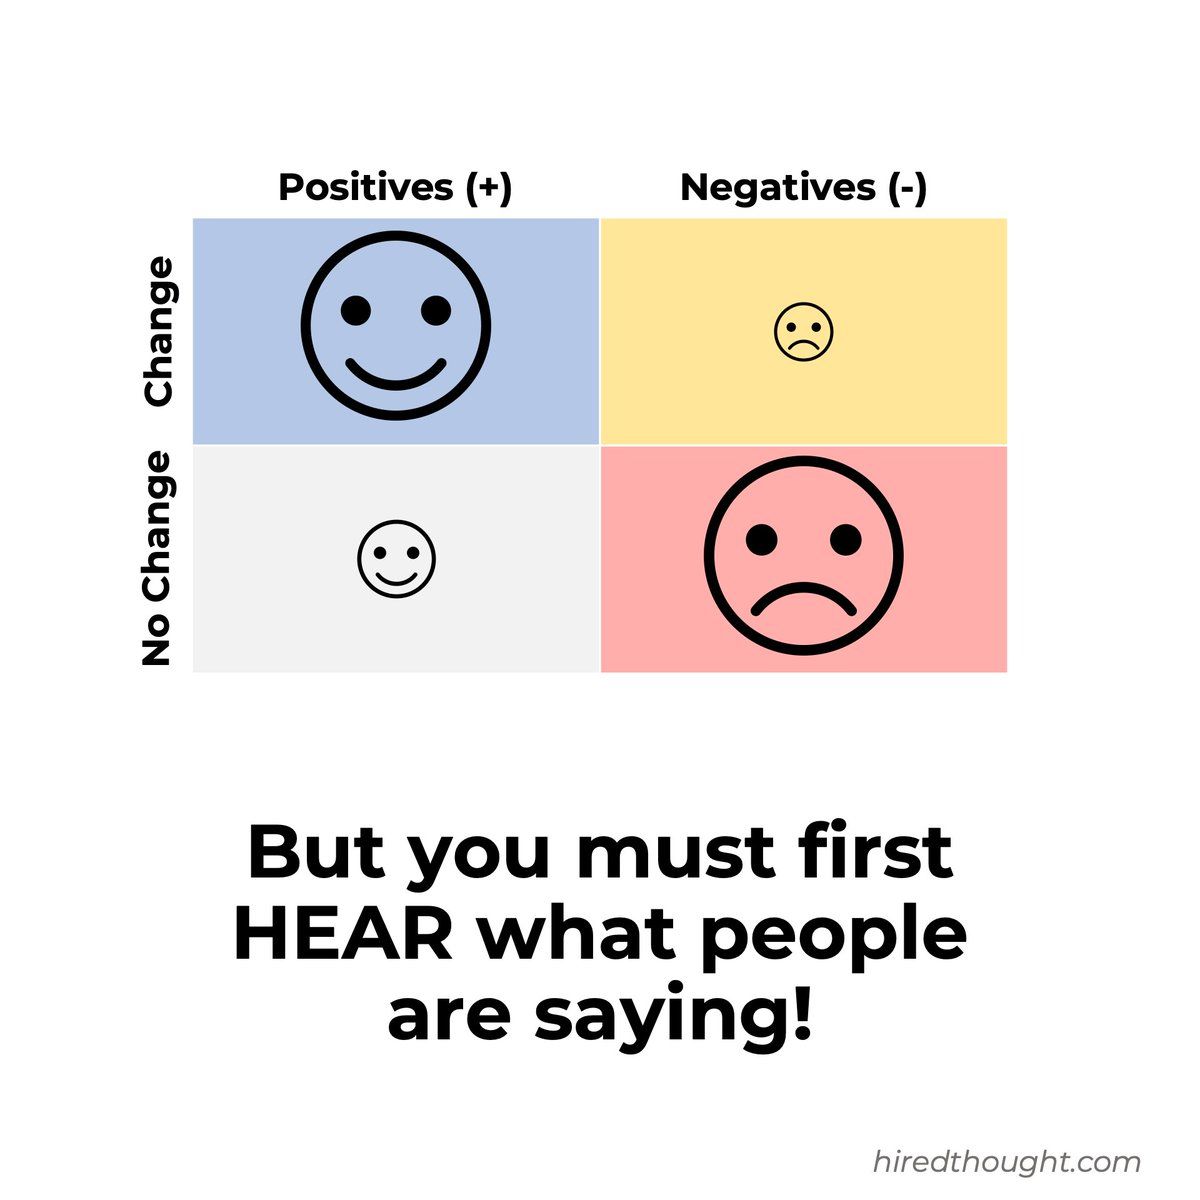 Positives (+)
Negatives (-)
Change
No Change
But you must first
HEAR what people
are saying!
hiredthought.com